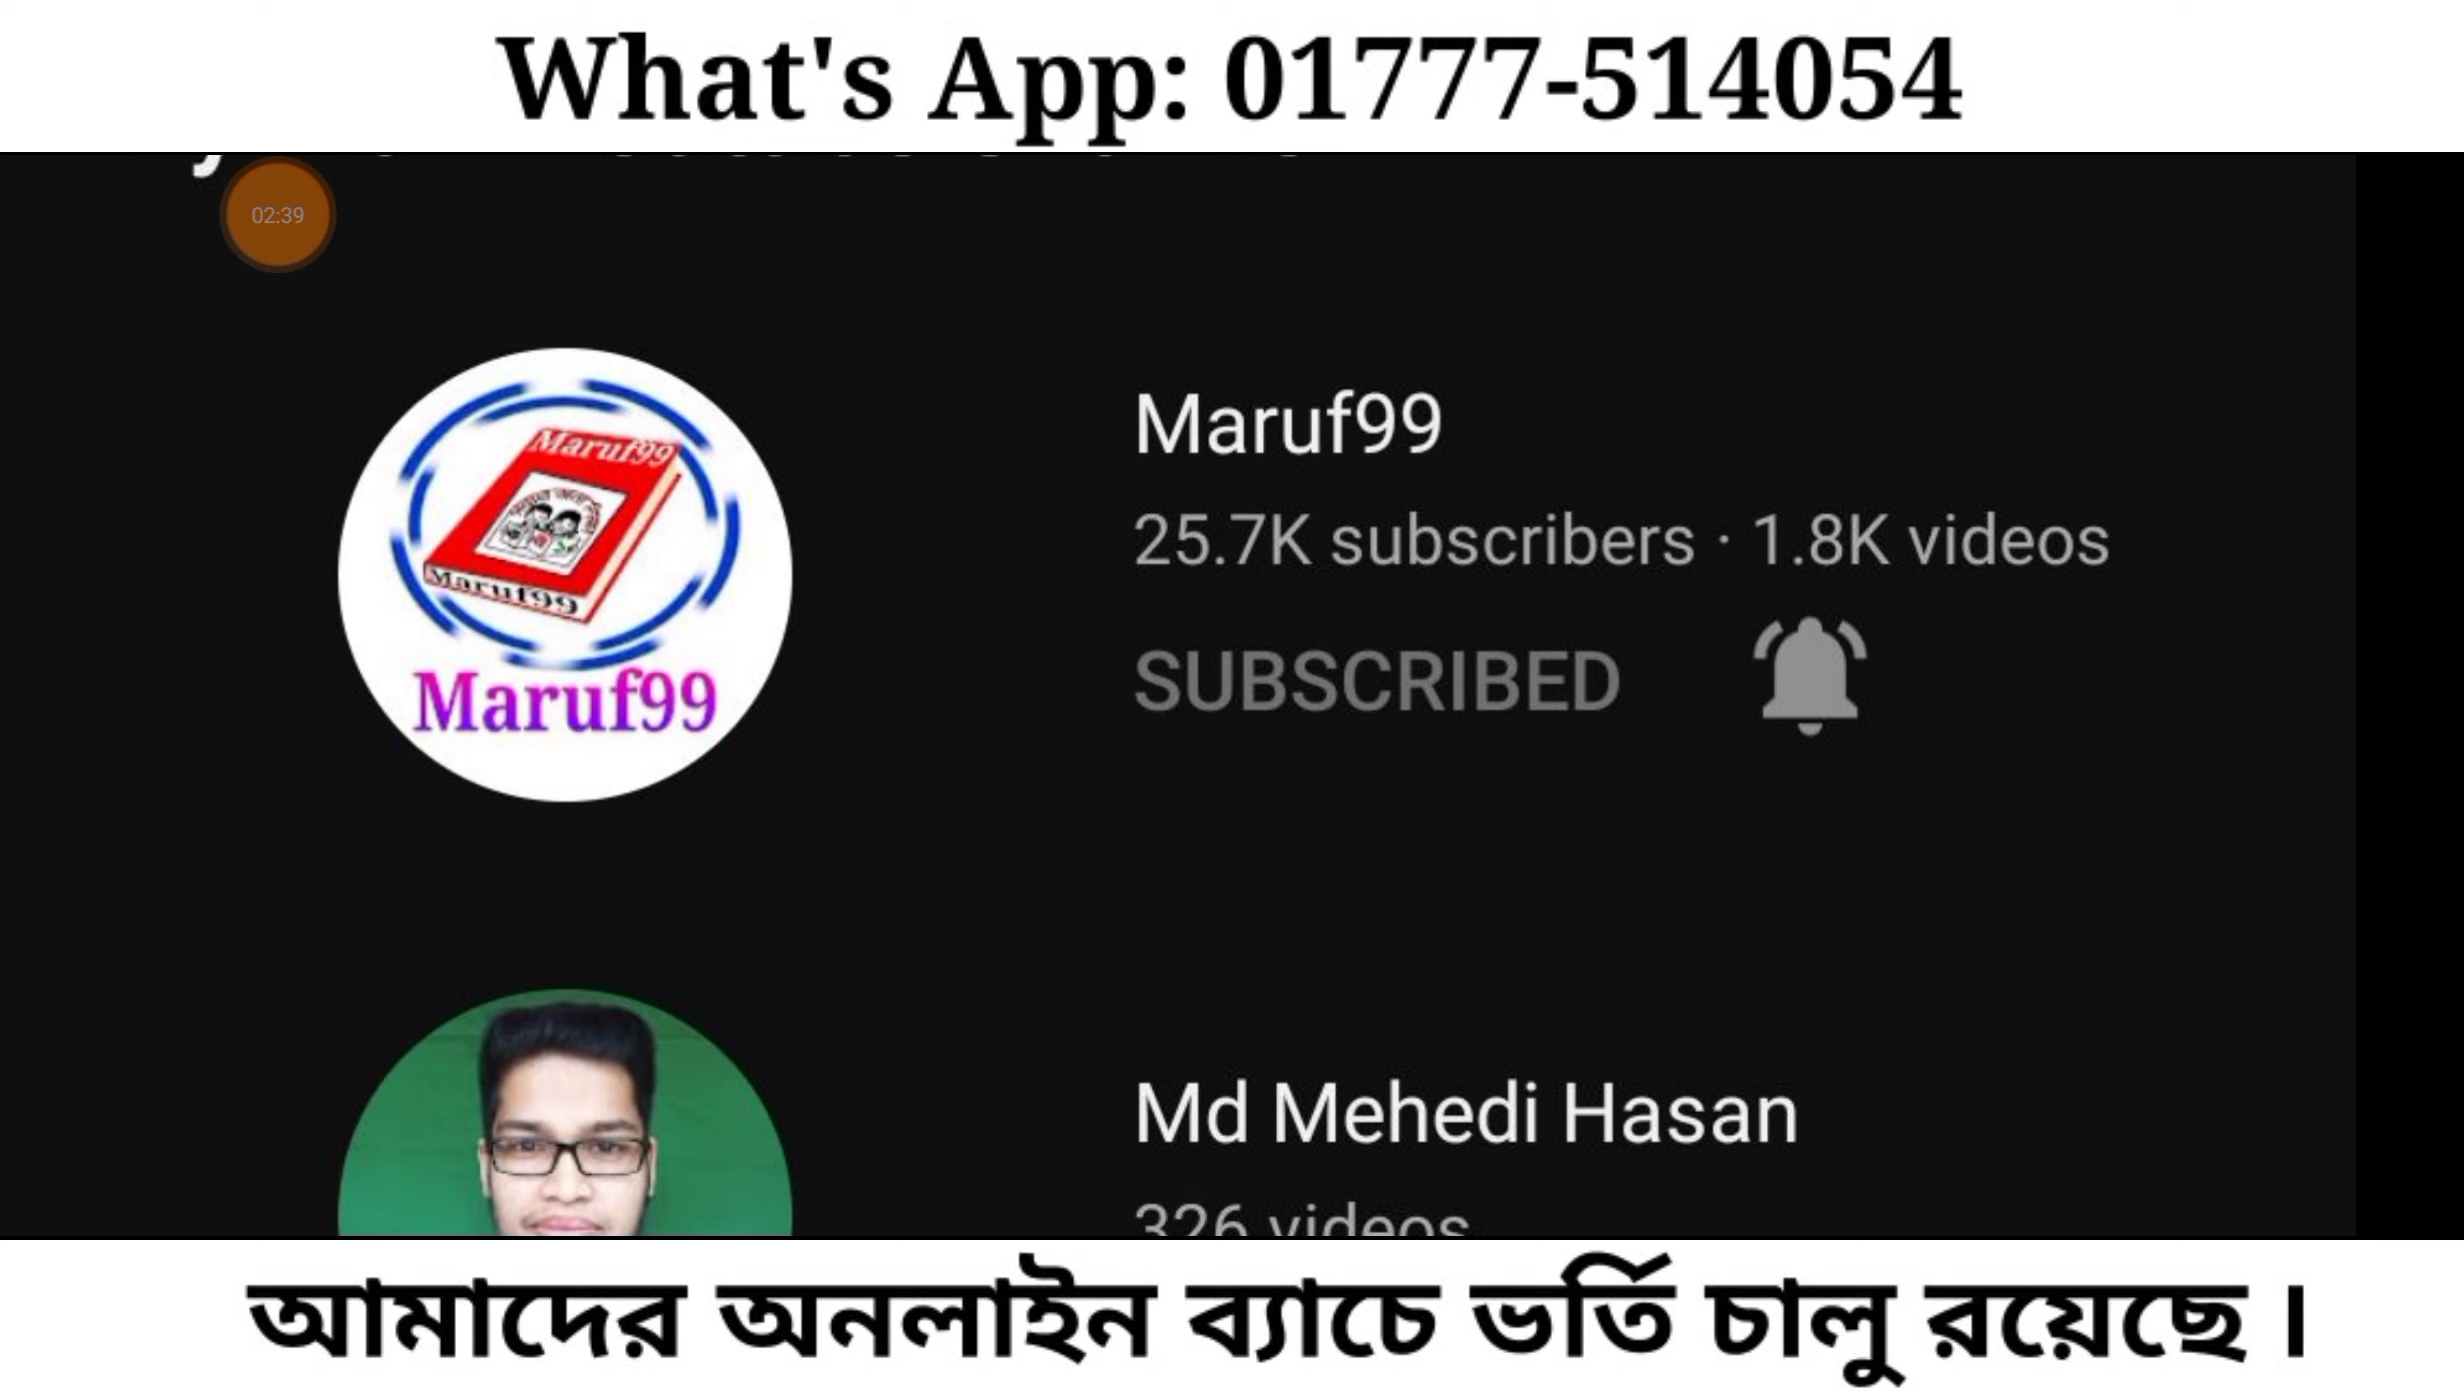 What's App: 01777-514054
02:39
Maruf99
Maruf99
Maruf99
Maruf99
25.7K subscribers · 1.8K videos
SUBSCRIBED
Md Mehedi Hasan
326 videos
আমাদের অনলাইন ব্যাচে ভর্তি চালু রয়েছে।